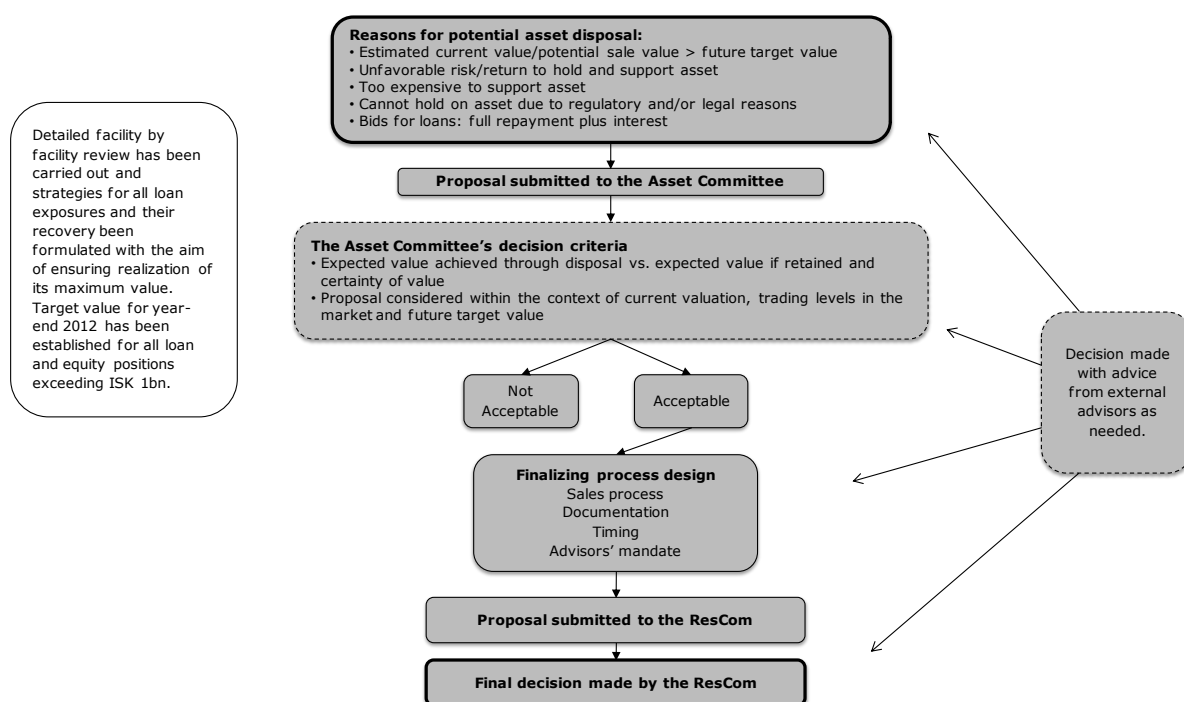 Reasons for potential asset disposal:
• Estimated current value/potential sale value > future target value
• Unfavorable risk/return to hold and support asset
• Too expensive to support asset
• Cannot hold on asset due to regulatory and/or legal reasons
• Bids for loans: full repayment plus interest
Detailed facility by
facility review has been
carried out and
strategies for all loan
exposures and their
recovery been
formulated with the aim
of ensuring realization of
its maximum value.
Target value for year-
end 2012 has been
established for all loan
and equity positions
exceeding ISK 1bn.
Proposal submitted to the Asset Committee
The Asset Committee's decision criteria
• Expected value achieved through disposal vs. expected value if retained and
certainty of value
• Proposal considered within the context of current valuation, trading levels in the
market and future target value
Not
Acceptable
Acceptable
Decision made
with advice
from external
advisors as
needed.
Finalizing process design
Sales process
Documentation
Timing
Advisors' mandate
Proposal submitted to the ResCom
Final decision made by the ResCom